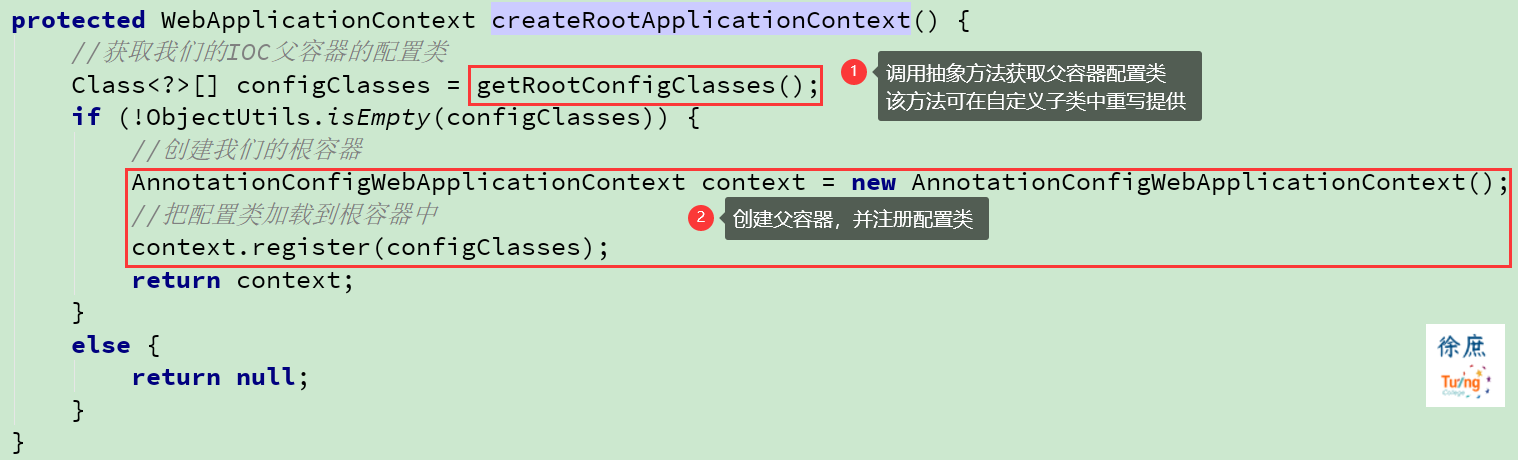 protected WebApplicationContext createRootApplicationContext() {
//获取我们的IOC父容器的配置类
Class<?>[] configClasses = getRootConfigClasses();
1
调用抽象方法获取父容器配置类
该方法可在自定义子类中重写提供
if (!ObjectUtils.isEmpty(configClasses)) {
//创建我们的根容器
AnnotationConfigWebApplicationContext context = new AnnotationConfigWebApplicationContext();
//把配置类加载到根容器中
2
创建父容器，并注册配置类
context.register(configClasses);
return context;
}
else {
return null;
}
}
徐庶
Turing
College